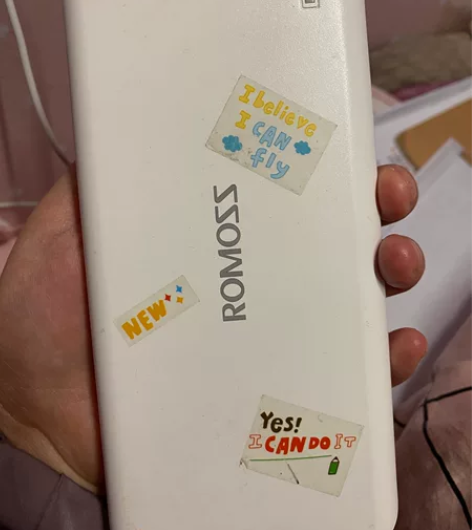 I believe
I CAN
fly
ROMOSS
NEW
Yes!
I CAN DO IT